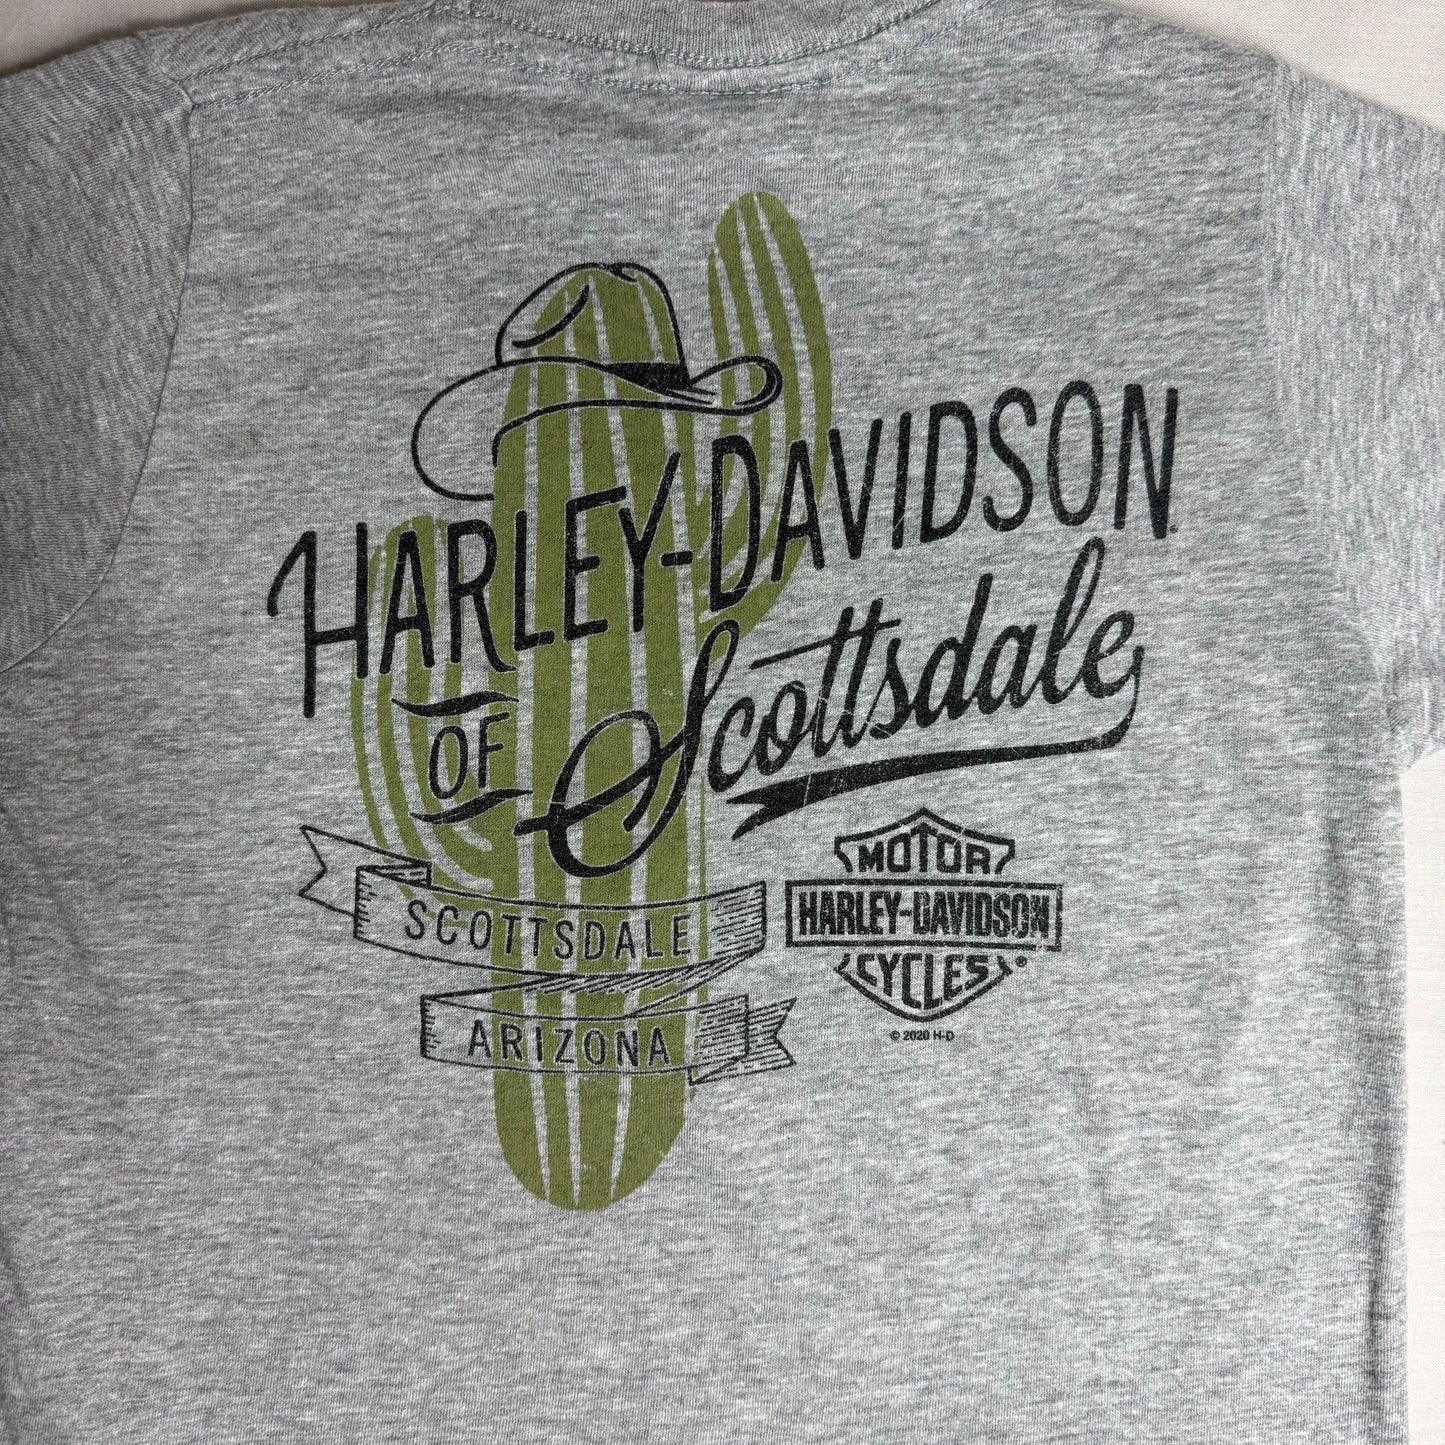 HARLEY-DAVIDSON
OF Scottsdale
SCOTTSDALE
ARIZONA
MOTOR
HARLEY-DAVIDSON
CYCLES®
© 2020 H-D